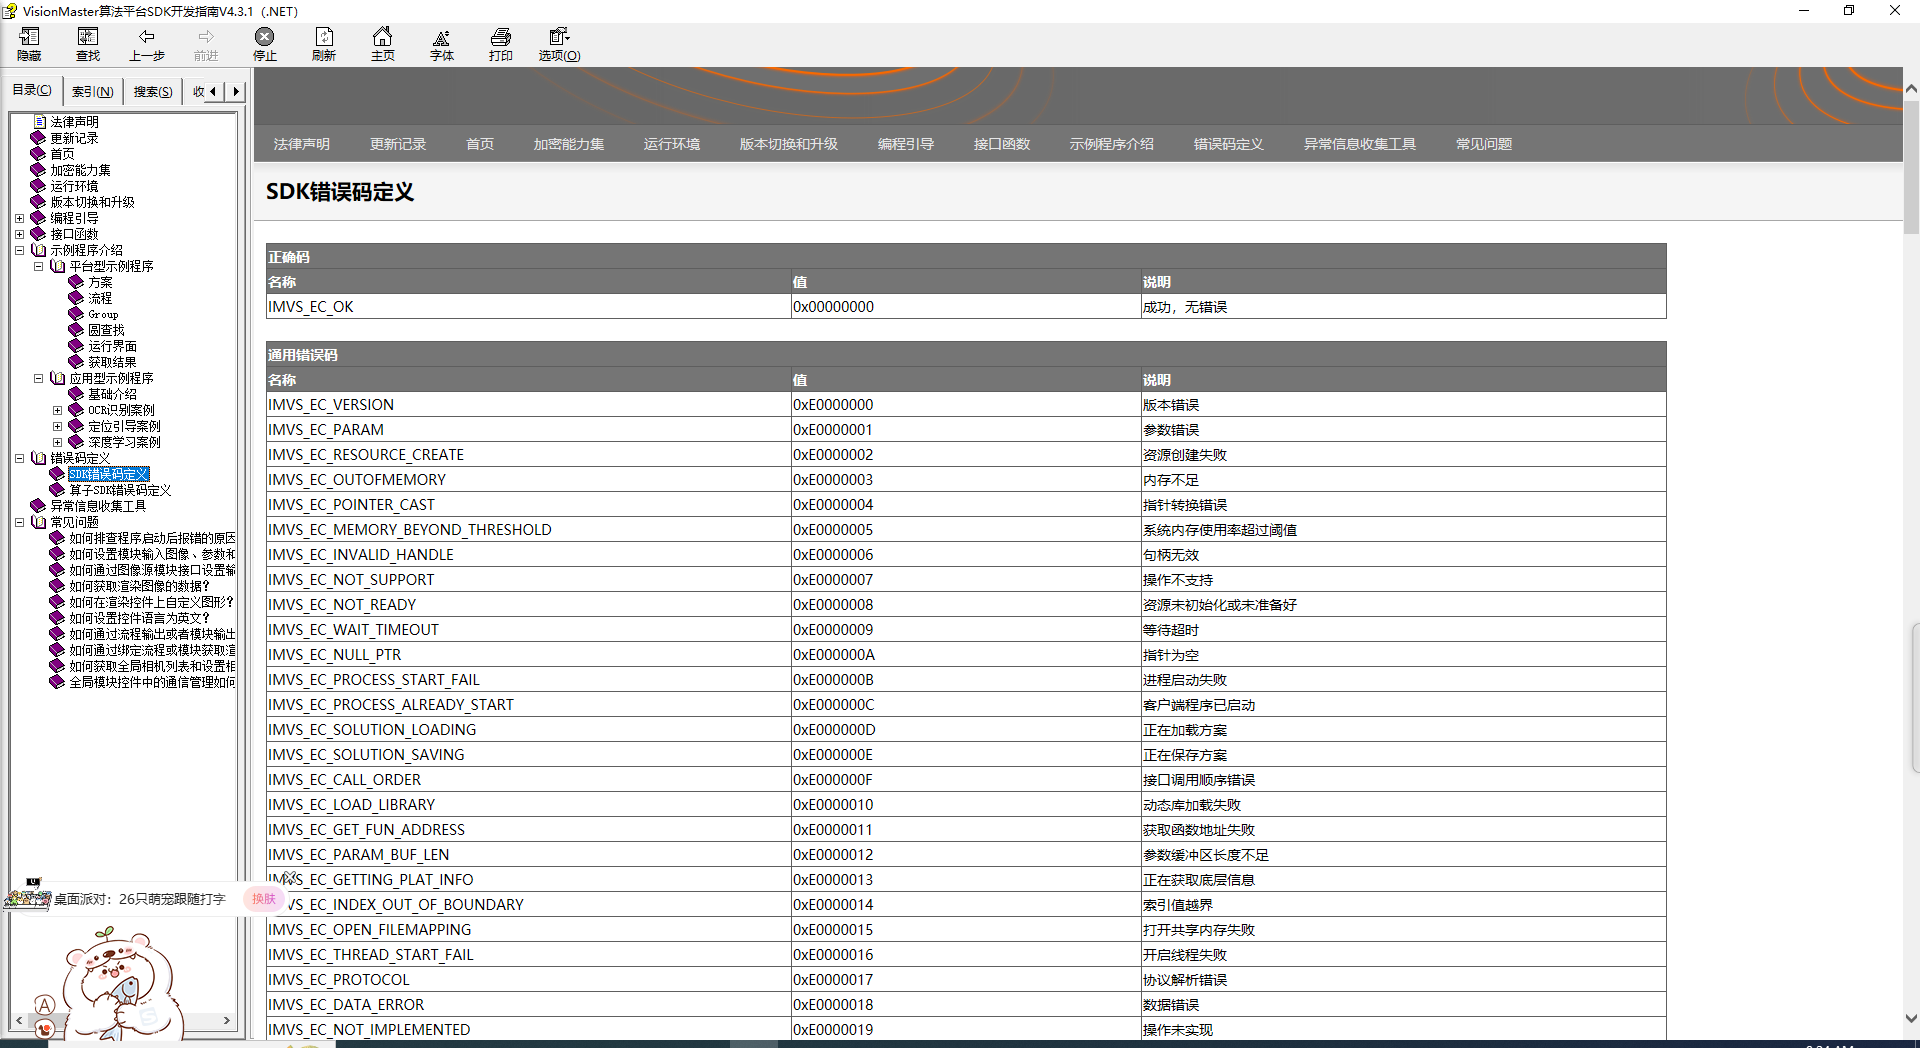 VisionMaster算法平台SDK开发指南V4.3.1（.NET）
隐藏 查找 上一步 前进 停止 刷新 主页 字体 打印 选项(O)
目录(C) 索引(N) 搜索(S) 收
法律声明
更新记录
首页
加密能力集
运行环境
版本切换和升级
编程引导
接口函数
示例程序介绍
平台型示例程序
方案
流程
Group
圆查找
运行界面
获取结果
应用型示例程序
基础介绍
OCR识别案例
定位引导案例
深度学习案例
错误码定义
SDK错误码定义
算子SDK错误码定义
异常信息收集工具
常见问题
如何排查程序启动后报错的原因
如何设置模块输入图像、参数和
如何通过图像源模块接口设置输
如何获取渲染图像的数据?
如何在渲染控件上自定义图形?
如何设置控件语言为英文?
如何通过流程输出或者模块输出
如何通过绑定流程或模块获取渲
如何获取全局相机列表和设置相
全局模块控件中的通信管理如何
桌面派对：26只萌宠跟随打字 换肤
A
S
法律声明 更新记录 首页 加密能力集 运行环境 版本切换和升级 编程引导 接口函数 示例程序介绍 错误码定义 异常信息收集工具 常见问题
SDK错误码定义
正确码
名称 值 说明
IMVS_EC_OK 0x00000000 成功，无错误
通用错误码
名称 值 说明
IMVS_EC_VERSION 0xE0000000 版本错误
IMVS_EC_PARAM 0xE0000001 参数错误
IMVS_EC_RESOURCE_CREATE 0xE0000002 资源创建失败
IMVS_EC_OUTOFMEMORY 0xE0000003 内存不足
IMVS_EC_POINTER_CAST 0xE0000004 指针转换错误
IMVS_EC_MEMORY_BEYOND_THRESHOLD 0xE0000005 系统内存使用率超过阈值
IMVS_EC_INVALID_HANDLE 0xE0000006 句柄无效
IMVS_EC_NOT_SUPPORT 0xE0000007 操作不支持
IMVS_EC_NOT_READY 0xE0000008 资源未初始化或未准备好
IMVS_EC_WAIT_TIMEOUT 0xE0000009 等待超时
IMVS_EC_NULL_PTR 0xE000000A 指针为空
IMVS_EC_PROCESS_START_FAIL 0xE000000B 进程启动失败
IMVS_EC_PROCESS_ALREADY_START 0xE000000C 客户端程序已启动
IMVS_EC_SOLUTION_LOADING 0xE000000D 正在加载方案
IMVS_EC_SOLUTION_SAVING 0xE000000E 正在保存方案
IMVS_EC_CALL_ORDER 0xE000000F 接口调用顺序错误
IMVS_EC_LOAD_LIBRARY 0xE0000010 动态库加载失败
IMVS_EC_GET_FUN_ADDRESS 0xE0000011 获取函数地址失败
IMVS_EC_PARAM_BUF_LEN 0xE0000012 参数缓冲区长度不足
IMVS_EC_GETTING_PLAT_INFO 0xE0000013 正在获取底层信息
VS_EC_INDEX_OUT_OF_BOUNDARY 0xE0000014 索引值越界
IMVS_EC_OPEN_FILEMAPPING 0xE0000015 打开共享内存失败
IMVS_EC_THREAD_START_FAIL 0xE0000016 开启线程失败
IMVS_EC_PROTOCOL 0xE0000017 协议解析错误
IMVS_EC_DATA_ERROR 0xE0000018 数据错误
IMVS_EC_NOT_IMPLEMENTED 0xE0000019 操作未实现